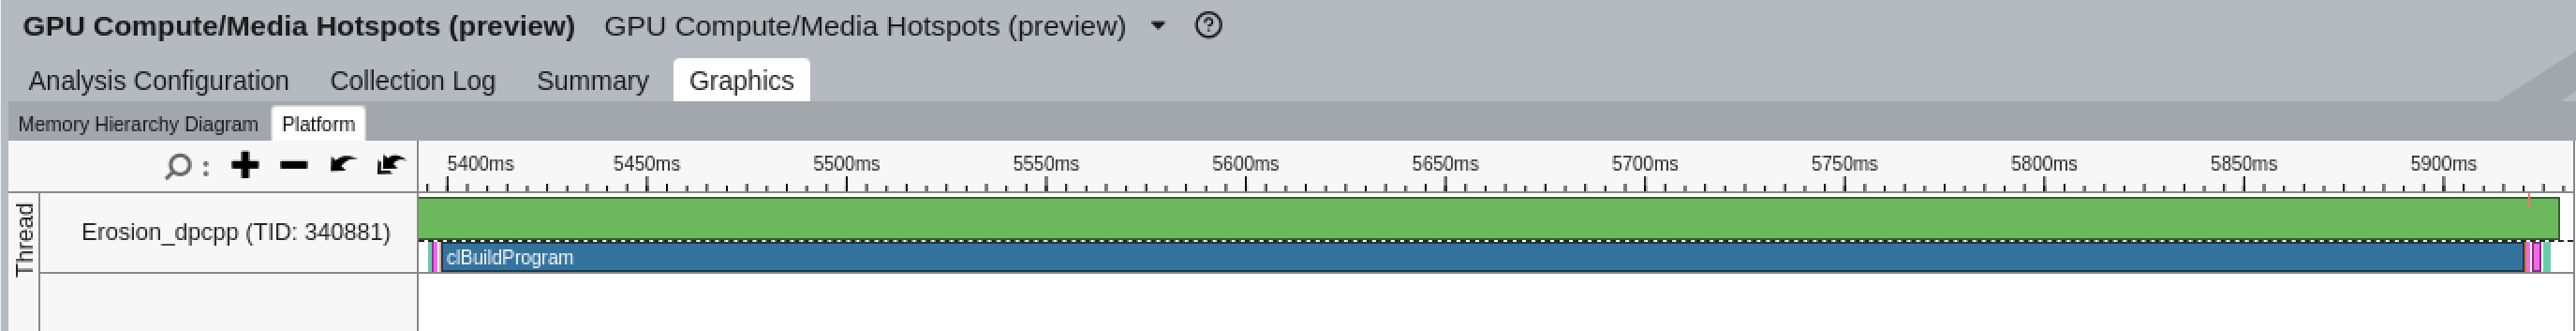 GPU Compute/Media Hotspots (preview) GPU Compute/Media Hotspots (preview) ?
Analysis Configuration Collection Log Summary Graphics
Memory Hierarchy Diagram Platform
5400ms 5450ms 5500ms 5550ms 5600ms 5650ms 5700ms 5750ms 5800ms 5850ms 5900ms
Thread
Erosion_dpcpp (TID: 340881)
clBuildProgram